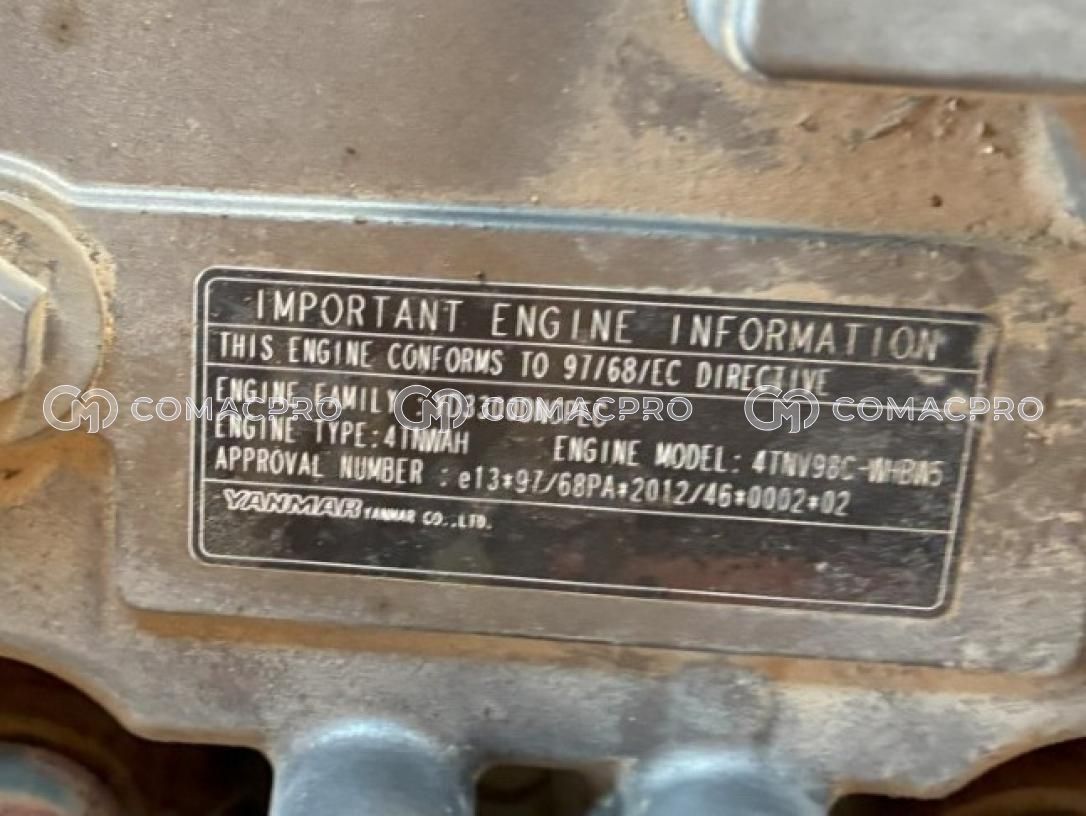 IMPORTANT ENGINE INFORMATION
THIS ENGINE CONFORMS TO 97/68/EC DIRECTIVE
ENGINE FAMILY :
COMACPRO COMACPRO COMACPRO
ENGINE TYPE:4TNWAH ENGINE MODEL: 4TNV98C-WHBW5
APPROVAL NUMBER :e13*97/68PA*2012/46*0002*02
YANMAR YANMAR CO.,LTD.